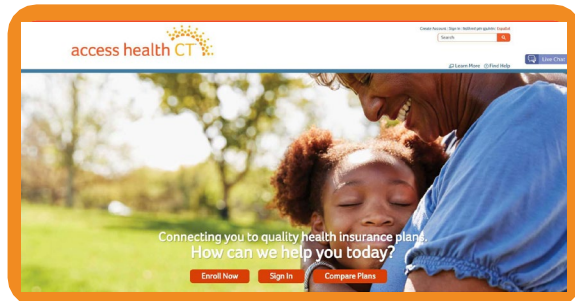 Create Account | Sign In | Español
Search
access health CT
Live Chat
Learn More Find Help
Connecting you to quality health insurance plans.
How can we help you today?
Enroll Now Sign In Compare Plans